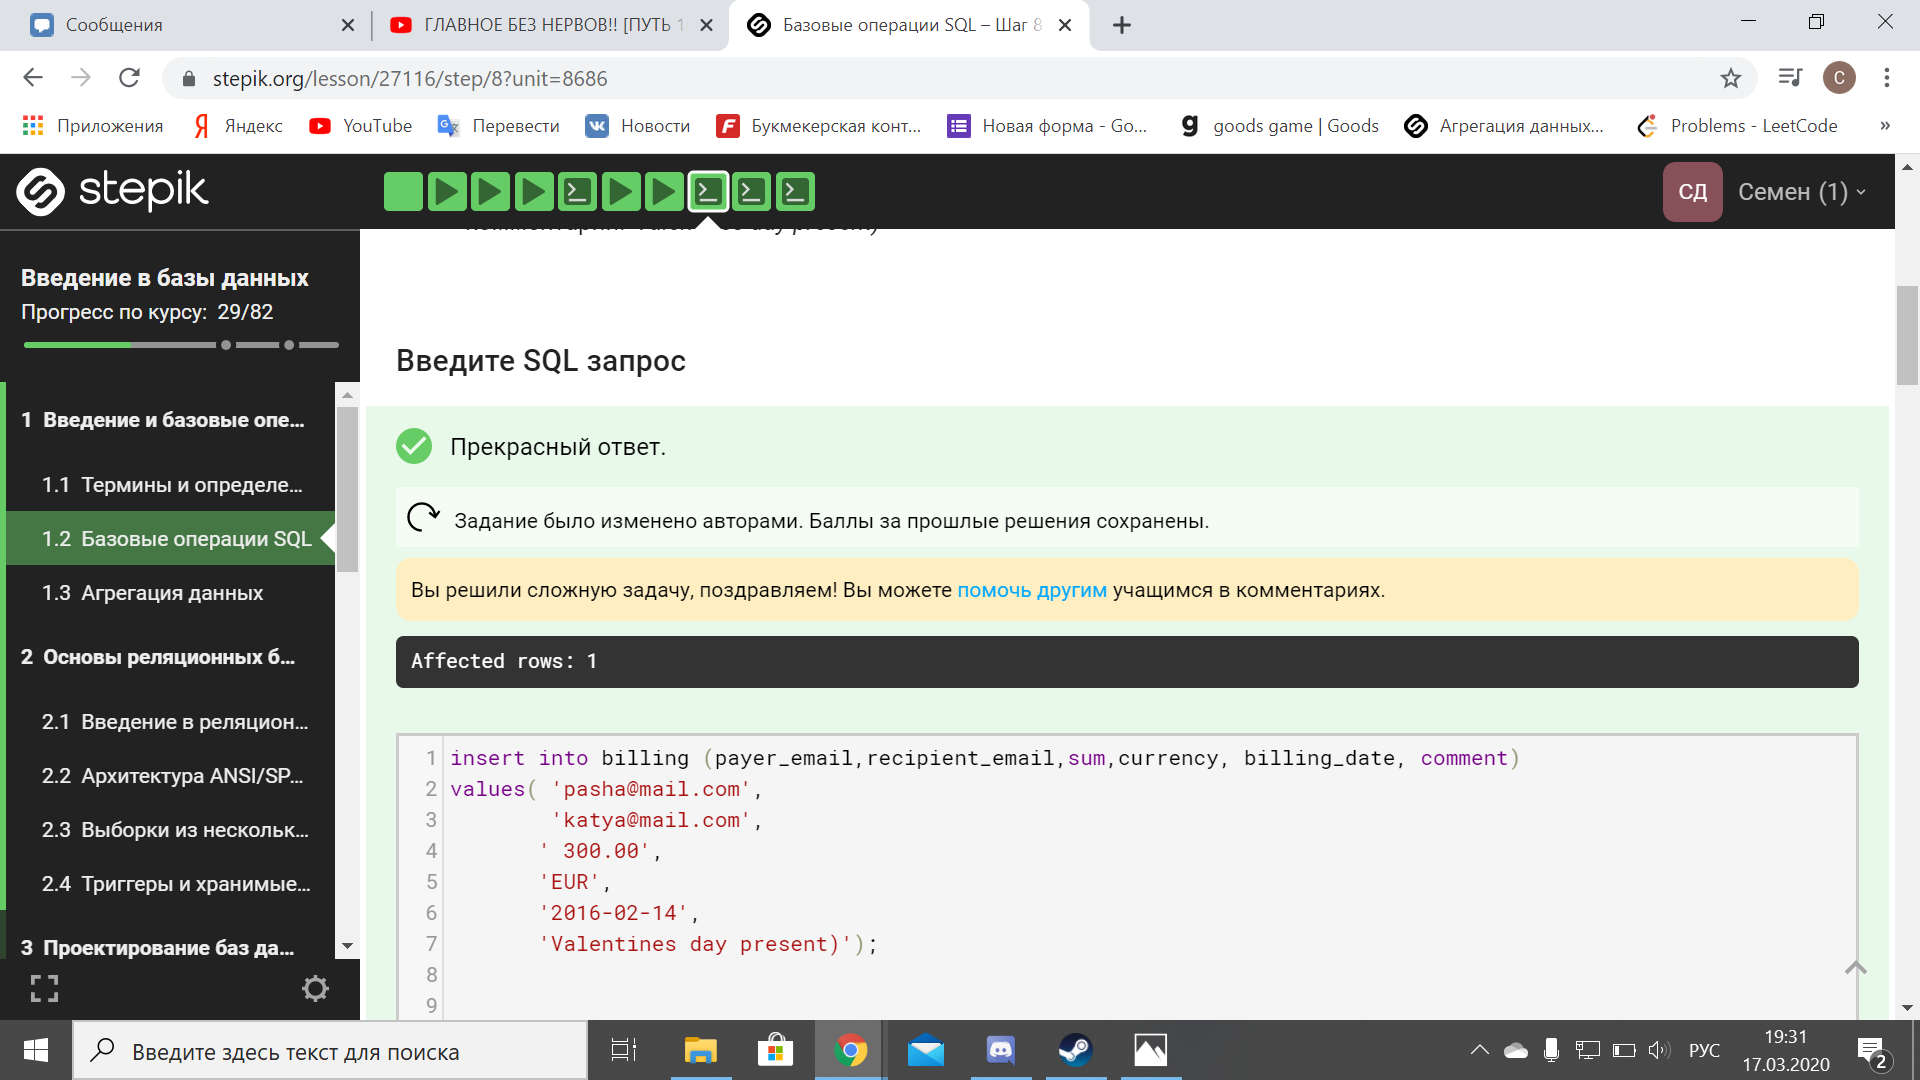 Сообщения
ГЛАВНОЕ БЕЗ НЕРВОВ!! [ПУТЬ 1
Базовые операции SQL – Шаг 8
stepik.org/lesson/27116/step/8?unit=8686
C
Приложения
Яндекс
YouTube
Перевести
Новости
Букмекерская конт...
Новая форма - Go...
goods game | Goods
Агрегация данных...
Problems - LeetCode
»
stepik
СД
Семен (1)
Введение в базы данных
Прогресс по курсу: 29/82
1 Введение и базовые опе...
1.1 Термины и определе...
1.2 Базовые операции SQL
1.3 Агрегация данных
2 Основы реляционных б...
2.1 Введение в реляцион...
2.2 Архитектура ANSI/SP...
2.3 Выборки из нескольк...
2.4 Триггеры и хранимые...
3 Проектирование баз да...
Введите SQL запрос
Прекрасный ответ.
Задание было изменено авторами. Баллы за прошлые решения сохранены.
Вы решили сложную задачу, поздравляем! Вы можете помочь другим учащимся в комментариях.
Affected rows: 1
1 insert into billing (payer_email,recipient_email,sum,currency, billing_date, comment)
2 values( 'pasha@mail.com',
3 'katya@mail.com',
4 ' 300.00',
5 'EUR',
6 '2016-02-14',
7 'Valentines day present)');
8
9
Введите здесь текст для поиска
РУС
19:31
17.03.2020
2